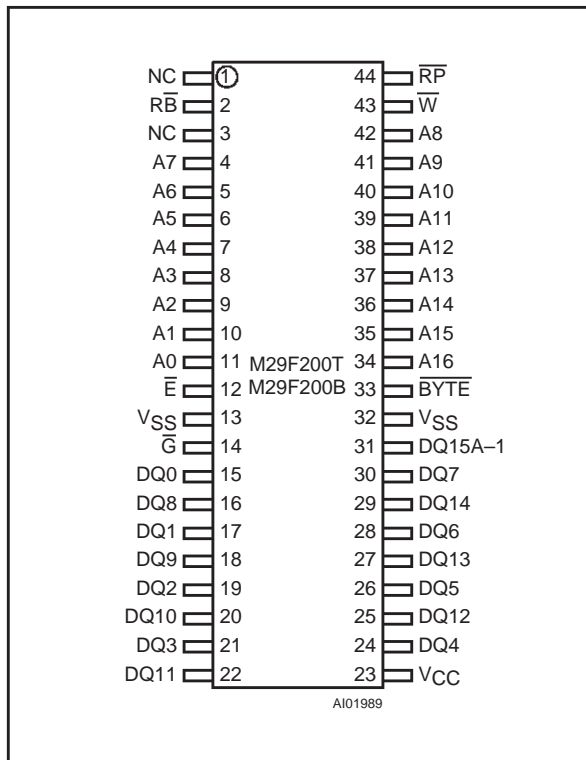 NC 1 44 R̅P̅
RB̅ 2 43 W̅
NC 3 42 A8
A7 4 41 A9
A6 5 40 A10
A5 6 39 A11
A4 7 38 A12
A3 8 37 A13
A2 9 36 A14
A1 10 35 A15
A0 11 M29F200T 34 A16
E̅ 12 M29F200B 33 B̅Y̅T̅E̅
VSS 13 32 VSS
G̅ 14 31 DQ15A–1
DQ0 15 30 DQ7
DQ8 16 29 DQ14
DQ1 17 28 DQ6
DQ9 18 27 DQ13
DQ2 19 26 DQ5
DQ10 20 25 DQ12
DQ3 21 24 DQ4
DQ11 22 23 VCC
AI01989